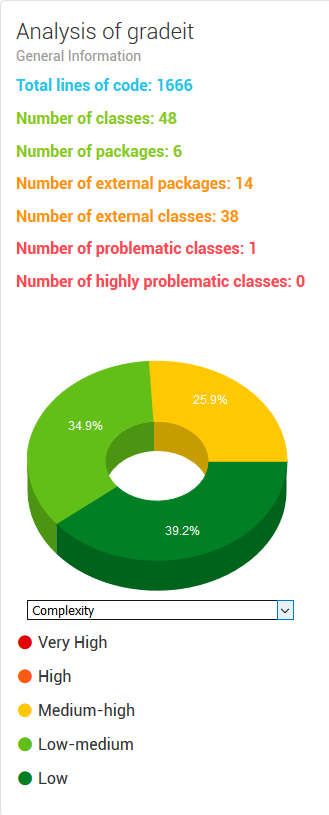 Analysis of gradeit
General Information
Total lines of code: 1666
Number of classes: 48
Number of packages: 6
Number of external packages: 14
Number of external classes: 38
Number of problematic classes: 1
Number of highly problematic classes: 0
25.9%
34.9%
39.2%
Complexity
Very High
High
Medium-high
Low-medium
Low